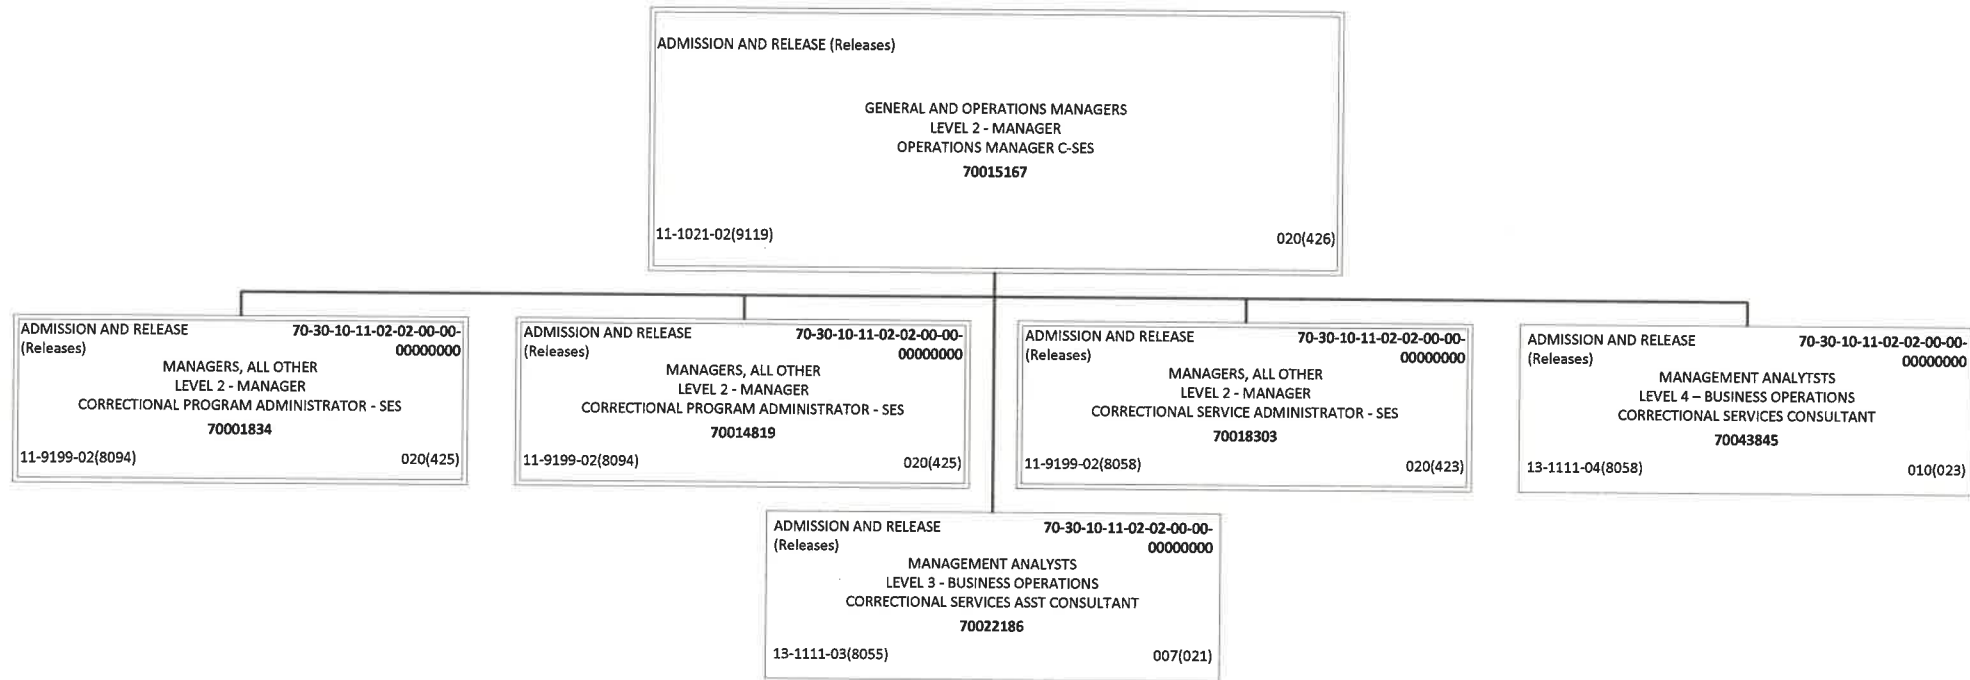 ADMISSION AND RELEASE (Releases)
GENERAL AND OPERATIONS MANAGERS
LEVEL 2 - MANAGER
OPERATIONS MANAGER C-SES
70015167
11-1021-02(9119) 020(426)
ADMISSION AND RELEASE 70-30-10-11-02-02-00-00-
(Releases) 00000000
MANAGERS, ALL OTHER
LEVEL 2 - MANAGER
CORRECTIONAL PROGRAM ADMINISTRATOR - SES
70001834
11-9199-02(8094) 020(425)
ADMISSION AND RELEASE 70-30-10-11-02-02-00-00-
(Releases) 00000000
MANAGERS, ALL OTHER
LEVEL 2 - MANAGER
CORRECTIONAL PROGRAM ADMINISTRATOR - SES
70014819
11-9199-02(8094) 020(425)
ADMISSION AND RELEASE 70-30-10-11-02-02-00-00-
(Releases) 00000000
MANAGERS, ALL OTHER
LEVEL 2 - MANAGER
CORRECTIONAL SERVICE ADMINISTRATOR - SES
70018303
11-9199-02(8058) 020(423)
ADMISSION AND RELEASE 70-30-10-11-02-02-00-00-
(Releases) 00000000
MANAGEMENT ANALYTSTS
LEVEL 4 – BUSINESS OPERATIONS
CORRECTIONAL SERVICES CONSULTANT
70043845
13-1111-04(8058) 010(023)
ADMISSION AND RELEASE 70-30-10-11-02-02-00-00-
(Releases) 00000000
MANAGEMENT ANALYSTS
LEVEL 3 - BUSINESS OPERATIONS
CORRECTIONAL SERVICES ASST CONSULTANT
70022186
13-1111-03(8055) 007(021)